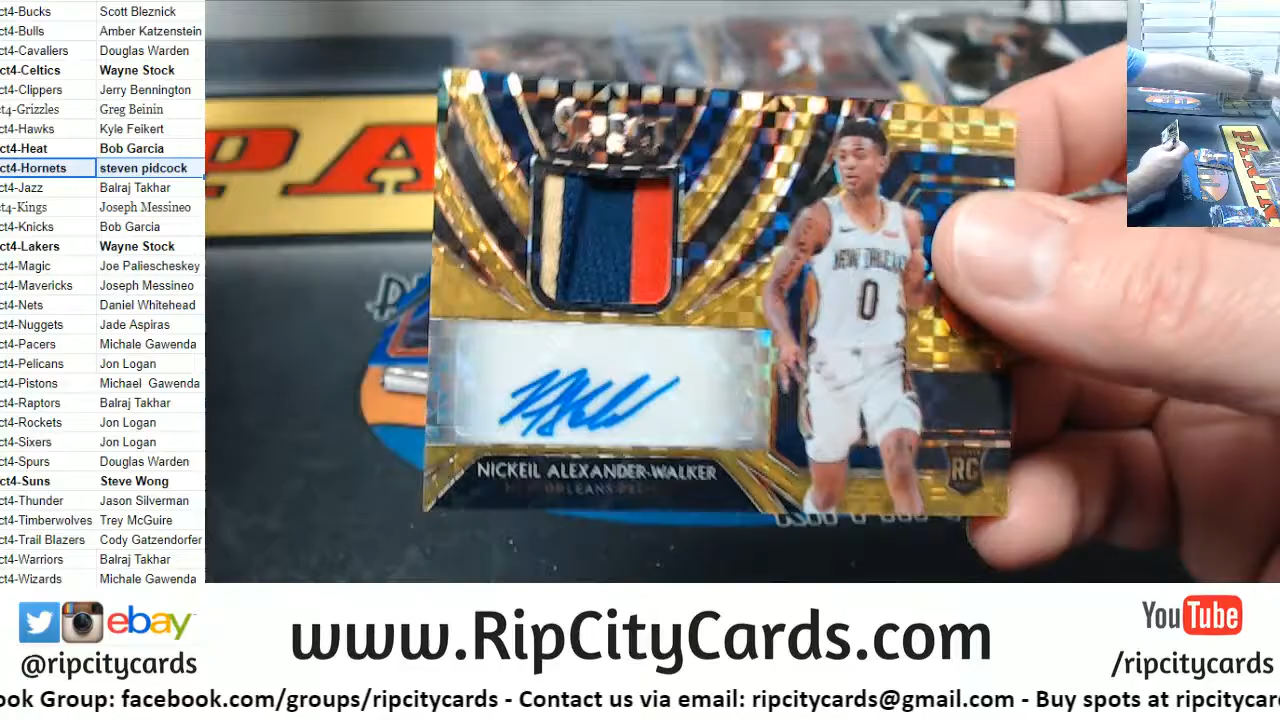 ct4-Bucks Scott Bleznick
ct4-Bulls Amber Katzenstein
ct4-Cavaliers Douglas Warden
ct4-Celtics Wayne Stock
ct4-Clippers Jerry Bennington
ct4-Grizzles Greg Beinin
ct4-Hawks Kyle Feikert
ct4-Heat Bob Garcia
ct4-Hornets steven pidcock
ct4-Jazz Balraj Takhar
ct4-Kings Joseph Messineo
ct4-Knicks Bob Garcia
ct4-Lakers Wayne Stock
ct4-Magic Joe Paliescheskey
ct4-Mavericks Joseph Messineo
ct4-Nets Daniel Whitehead
ct4-Nuggets Jade Aspiras
ct4-Pacers Michale Gawenda
ct4-Pelicans Jon Logan
ct4-Pistons Michael Gawenda
ct4-Raptors Balraj Takhar
ct4-Rockets Jon Logan
ct4-Sixers Jon Logan
ct4-Spurs Douglas Warden
ct4-Suns Steve Wong
ct4-Thunder Jason Silverman
ct4-Timberwolves Trey McGuire
ct4-Trail Blazers Cody Gatzendorfer
ct4-Warriors Balraj Takhar
ct4-Wizards Michale Gawenda
PA
Select
NEW ORLEANS
0
NICKEIL ALEXANDER-WALKER
NEW ORLEANS
RC
PANINI
ebay
@ripcitycards
www.RipCityCards.com
YouTube
/ripcitycards
ook Group: facebook.com/groups/ripcitycards - Contact us via email: ripcitycards@gmail.com - Buy spots at ripcitycar